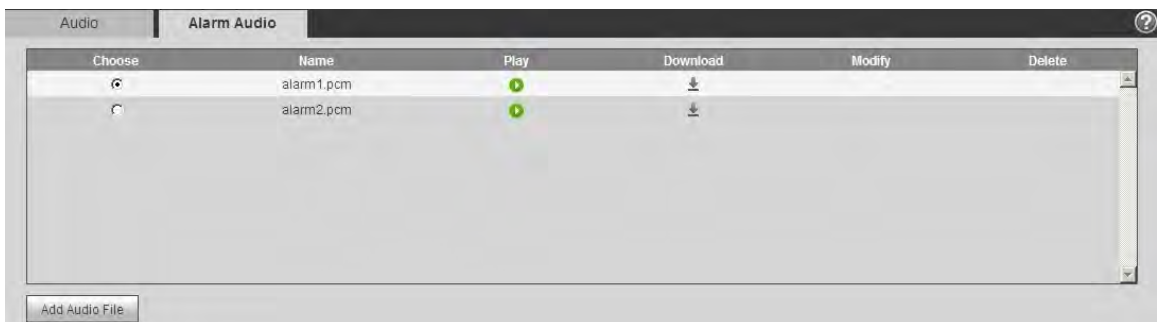 Audio Alarm Audio ?
Choose Name Play Download Modify Delete
alarm1.pcm
alarm2.pcm
Add Audio File